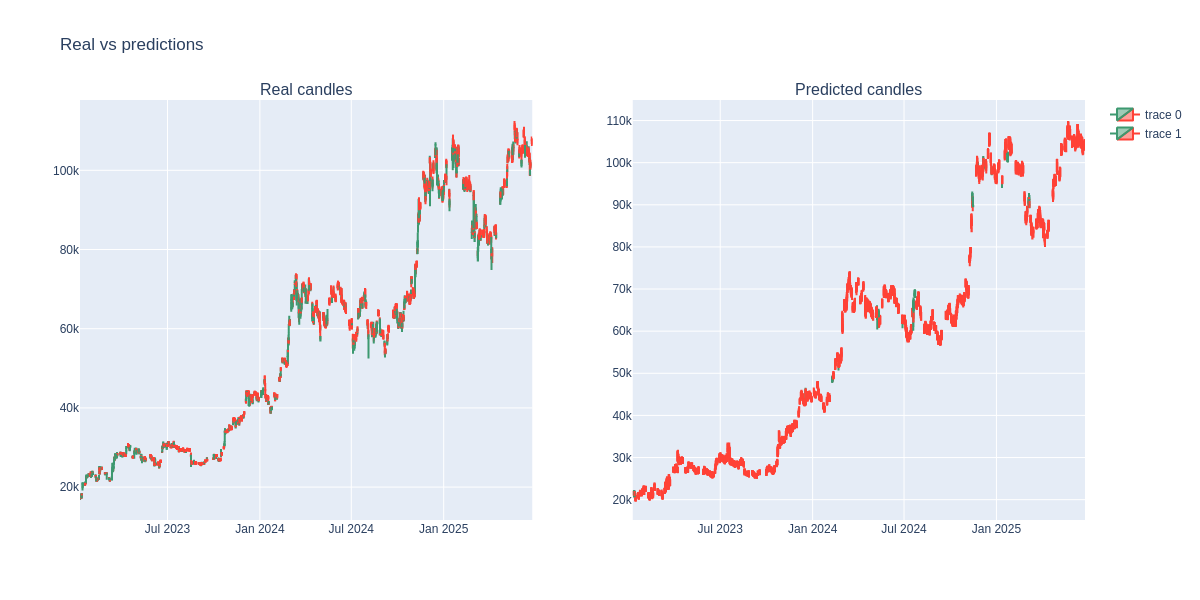 Real vs predictions
Real candles
100k
80k
60k
40k
20k
Jul 2023
Jan 2024
Jul 2024
Jan 2025
Predicted candles
110k
100k
90k
80k
70k
60k
50k
40k
30k
20k
Jul 2023
Jan 2024
Jul 2024
Jan 2025
trace 0
trace 1